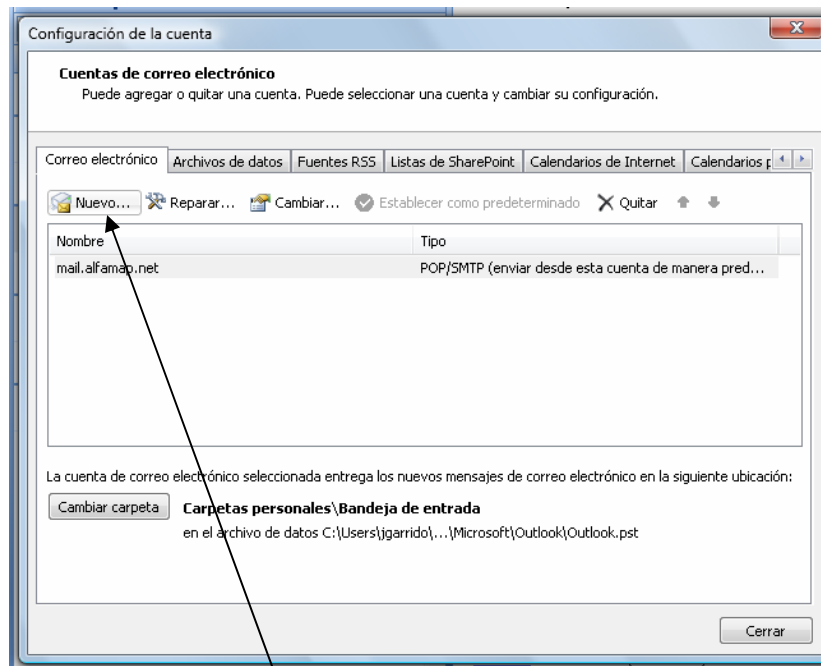 Configuración de la cuenta
Cuentas de correo electrónico
Puede agregar o quitar una cuenta. Puede seleccionar una cuenta y cambiar su configuración.
Correo electrónico Archivos de datos Fuentes RSS Listas de SharePoint Calendarios de Internet Calendarios p
Nuevo... Reparar... Cambiar... Establecer como predeterminado Quitar
Nombre Tipo
mail.alfamap.net POP/SMTP (enviar desde esta cuenta de manera pred...
La cuenta de correo electrónico seleccionada entrega los nuevos mensajes de correo electrónico en la siguiente ubicación:
Cambiar carpeta Carpetas personales\Bandeja de entrada
en el archivo de datos C:\Users\jgarrido\...\Microsoft\Outlook\Outlook.pst
Cerrar